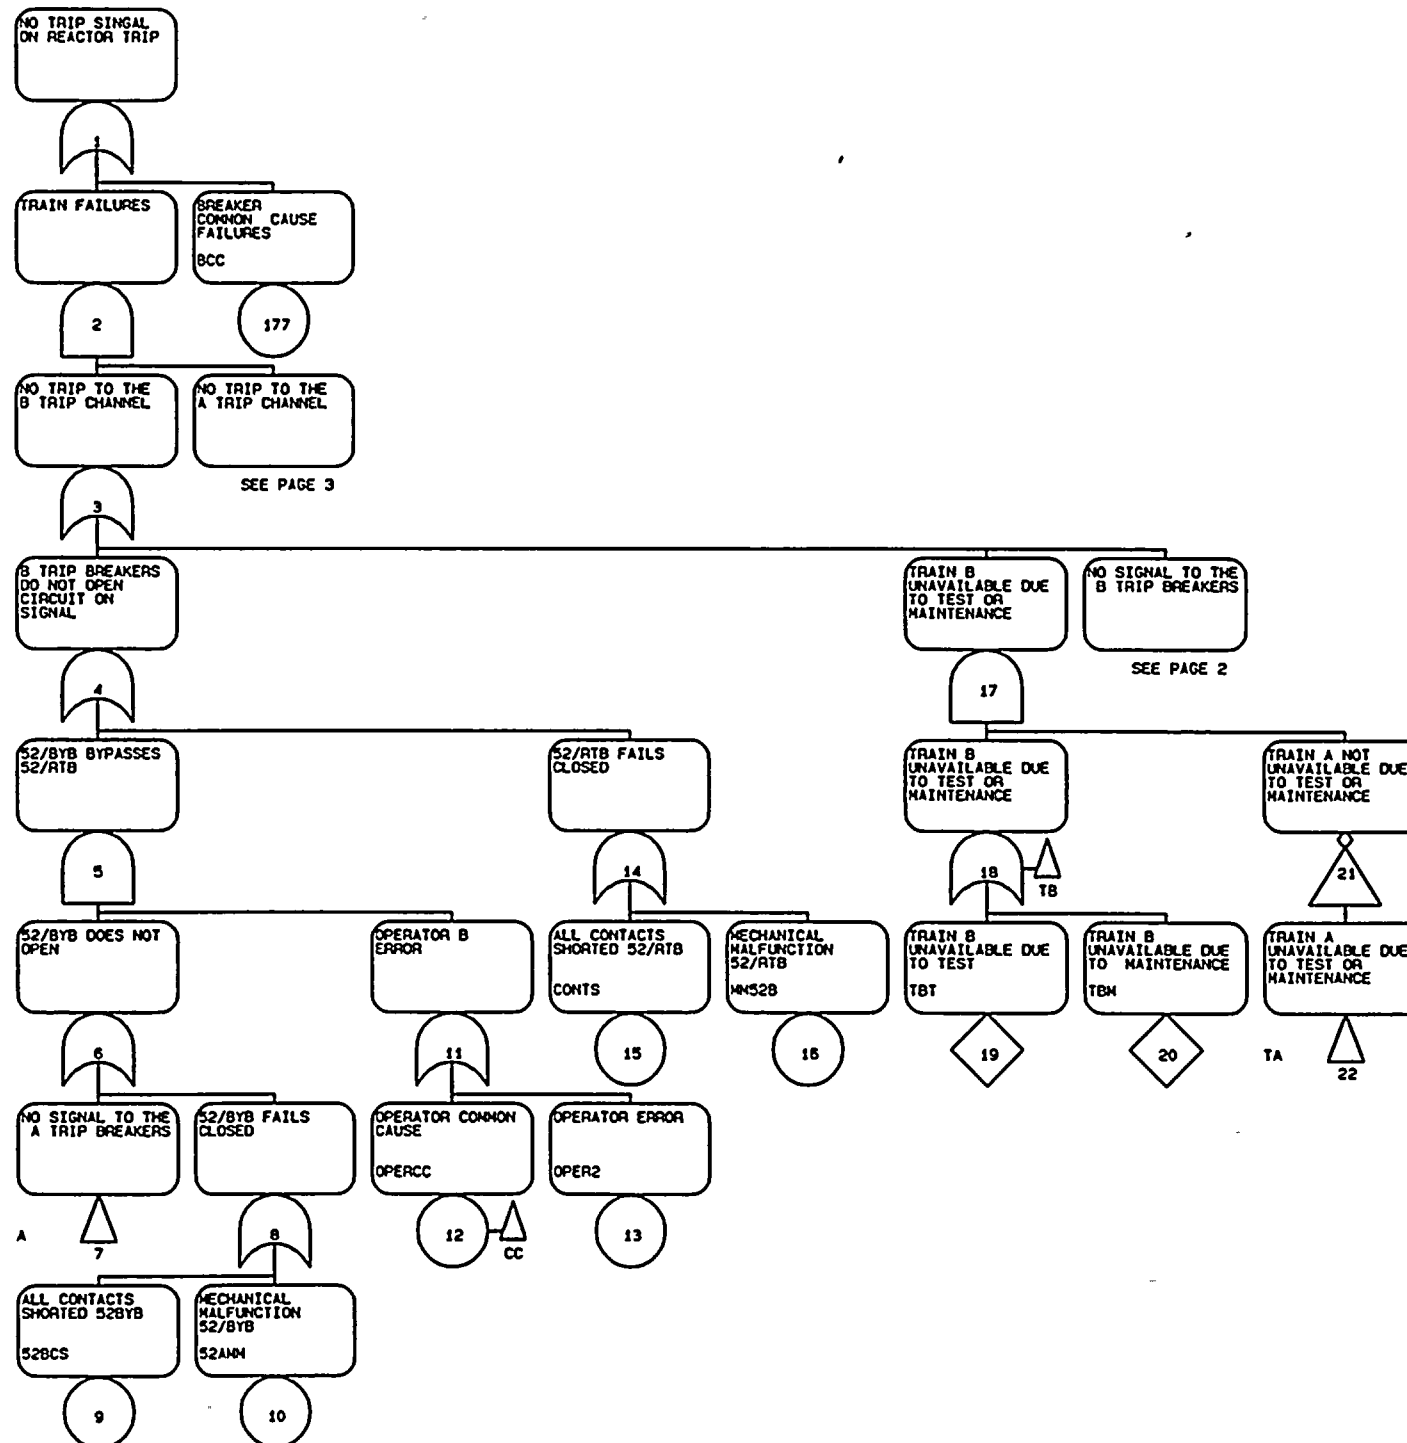 NO TRIP SINGAL
ON REACTOR TRIP
1
TRAIN FAILURES
BREAKER
COMMON CAUSE
FAILURES
BCC
2
177
NO TRIP TO THE
B TRIP CHANNEL
NO TRIP TO THE
A TRIP CHANNEL
SEE PAGE 3
3
B TRIP BREAKERS
DO NOT OPEN
CIRCUIT ON
SIGNAL
TRAIN B
UNAVAILABLE DUE
TO TEST OR
MAINTENANCE
NO SIGNAL TO THE
B TRIP BREAKERS
SEE PAGE 2
4
17
52/BYB BYPASSES
52/RTB
52/RTB FAILS
CLOSED
TRAIN B
UNAVAILABLE DUE
TO TEST OR
MAINTENANCE
TRAIN A NOT
UNAVAILABLE DUE
TO TEST OR
MAINTENANCE
5
14
18
TB
21
52/BYB DOES NOT
OPEN
OPERATOR B
ERROR
ALL CONTACTS
SHORTED 52/RTB
CONTS
MECHANICAL
MALFUNCTION
52/RTB
MM52B
TRAIN B
UNAVAILABLE DUE
TO TEST
TBT
TRAIN B
UNAVAILABLE DUE
TO MAINTENANCE
TBM
TRAIN A
UNAVAILABLE DUE
TO TEST OR
MAINTENANCE
6
11
15
16
19
20
TA
22
NO SIGNAL TO THE
A TRIP BREAKERS
52/BYB FAILS
CLOSED
OPERATOR COMMON
CAUSE
OPERCC
OPERATOR ERROR
OPER2
A
7
8
12
CC
13
ALL CONTACTS
SHORTED 52BYB
52BCS
MECHANICAL
MALFUNCTION
52/BYB
52AMM
9
10